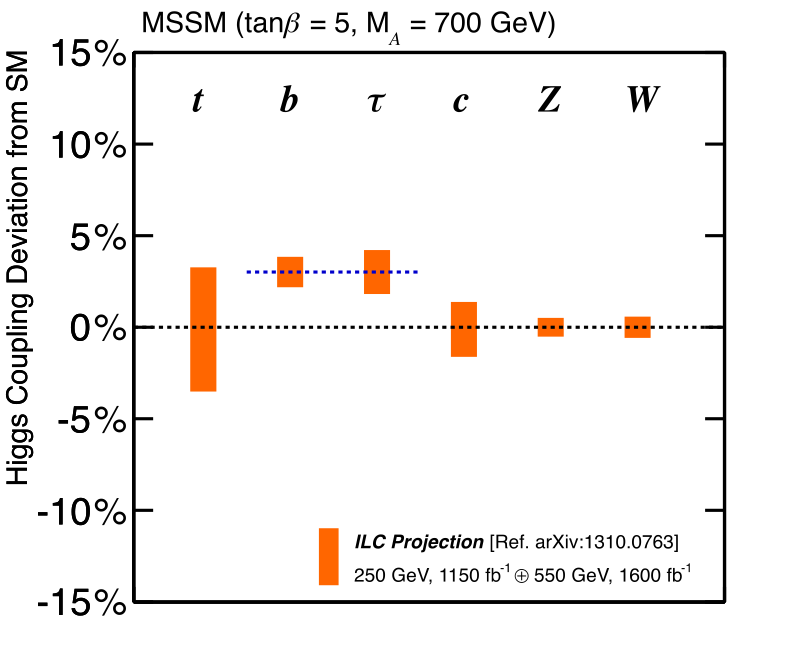 MSSM (tanβ = 5, M_A = 700 GeV)
Higgs Coupling Deviation from SM
15%
10%
5%
0%
-5%
-10%
-15%
t b τ c Z W
ILC Projection [Ref. arXiv:1310.0763]
250 GeV, 1150 fb⁻¹ ⊕ 550 GeV, 1600 fb⁻¹